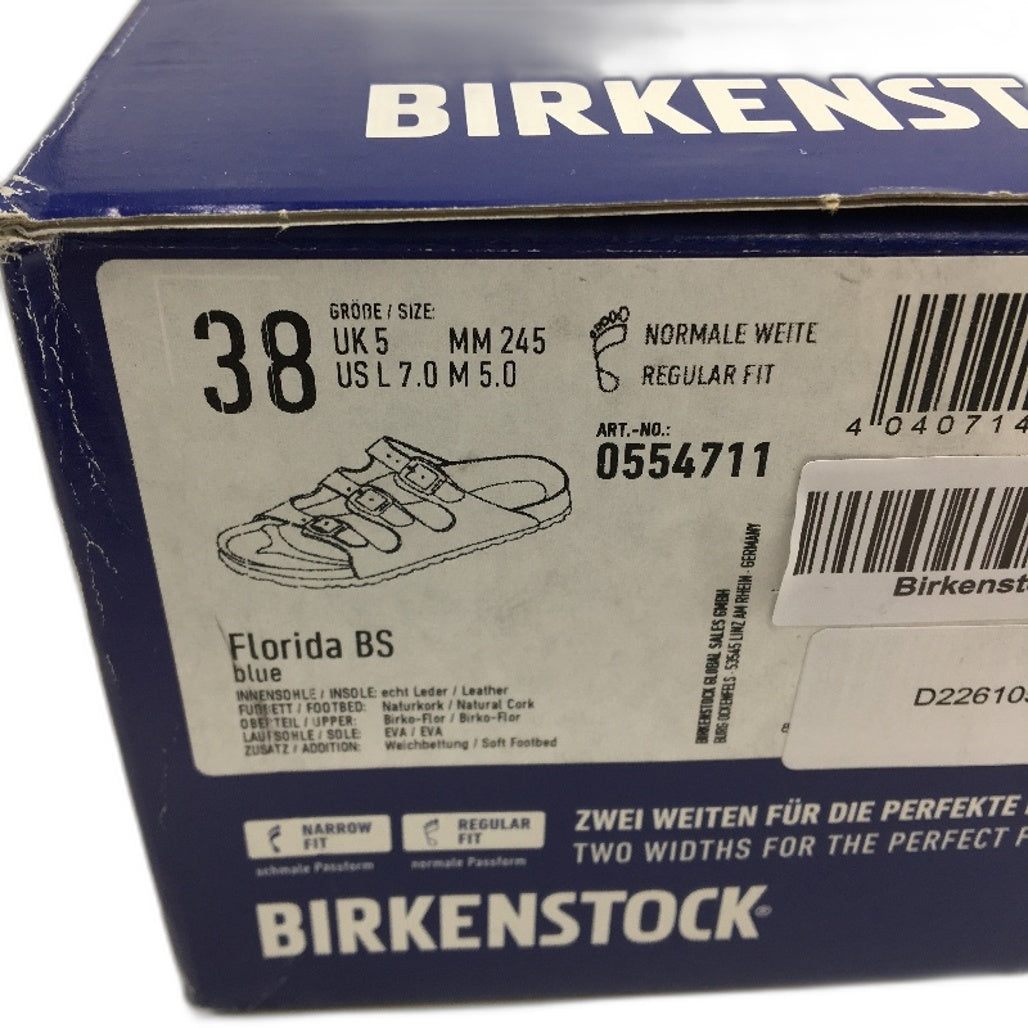 BIRKENST
38
GRÖßE / SIZE:
UK 5 MM 245
US L 7.0 M 5.0
NORMALE WEITE
REGULAR FIT
ART.-NO.:
0554711
4 040714
Birkensto
D226105
Florida BS
blue
INNENSOHLE / INSOLE: echt Leder / Leather
FUßBETT / FOOTBED: Naturkork / Natural Cork
OBERTEIL / UPPER: Birko-Flor / Birko-Flor
LAUFSOHLE / SOLE: EVA / EVA
ZUSATZ / ADDITION: Weichbettung / Soft Footbed
BIRKENSTOCK GLOBAL SALES GMBH
BURG OCKENFELS · 53545 LINZ AM RHEIN · GERMANY
NARROW FIT
schmale Passform
REGULAR FIT
normale Passform
ZWEI WEITEN FÜR DIE PERFEKTE
TWO WIDTHS FOR THE PERFECT F
BIRKENSTOCK®